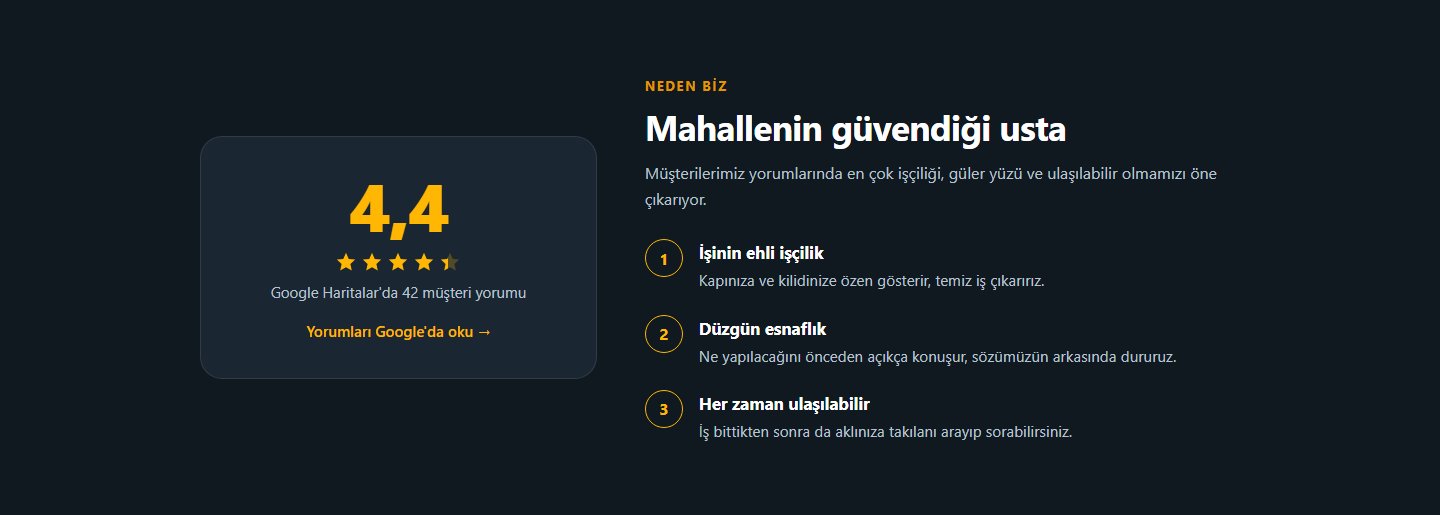 4,4
Google Haritalar'da 42 müşteri yorumu
Yorumları Google'da oku →
NEDEN BİZ
Mahallenin güvendiği usta
Müşterilerimiz yorumlarında en çok işçiliği, güler yüzü ve ulaşılabilir olmamızı öne
çıkarıyor.
1
İşinin ehli işçilik
Kapınıza ve kilidinize özen gösterir, temiz iş çıkarırız.
2
Düzgün esnaflık
Ne yapılacağını önceden açıkça konuşur, sözümüzün arkasında dururuz.
3
Her zaman ulaşılabilir
İş bittikten sonra da aklınıza takılanı arayıp sorabilirsiniz.